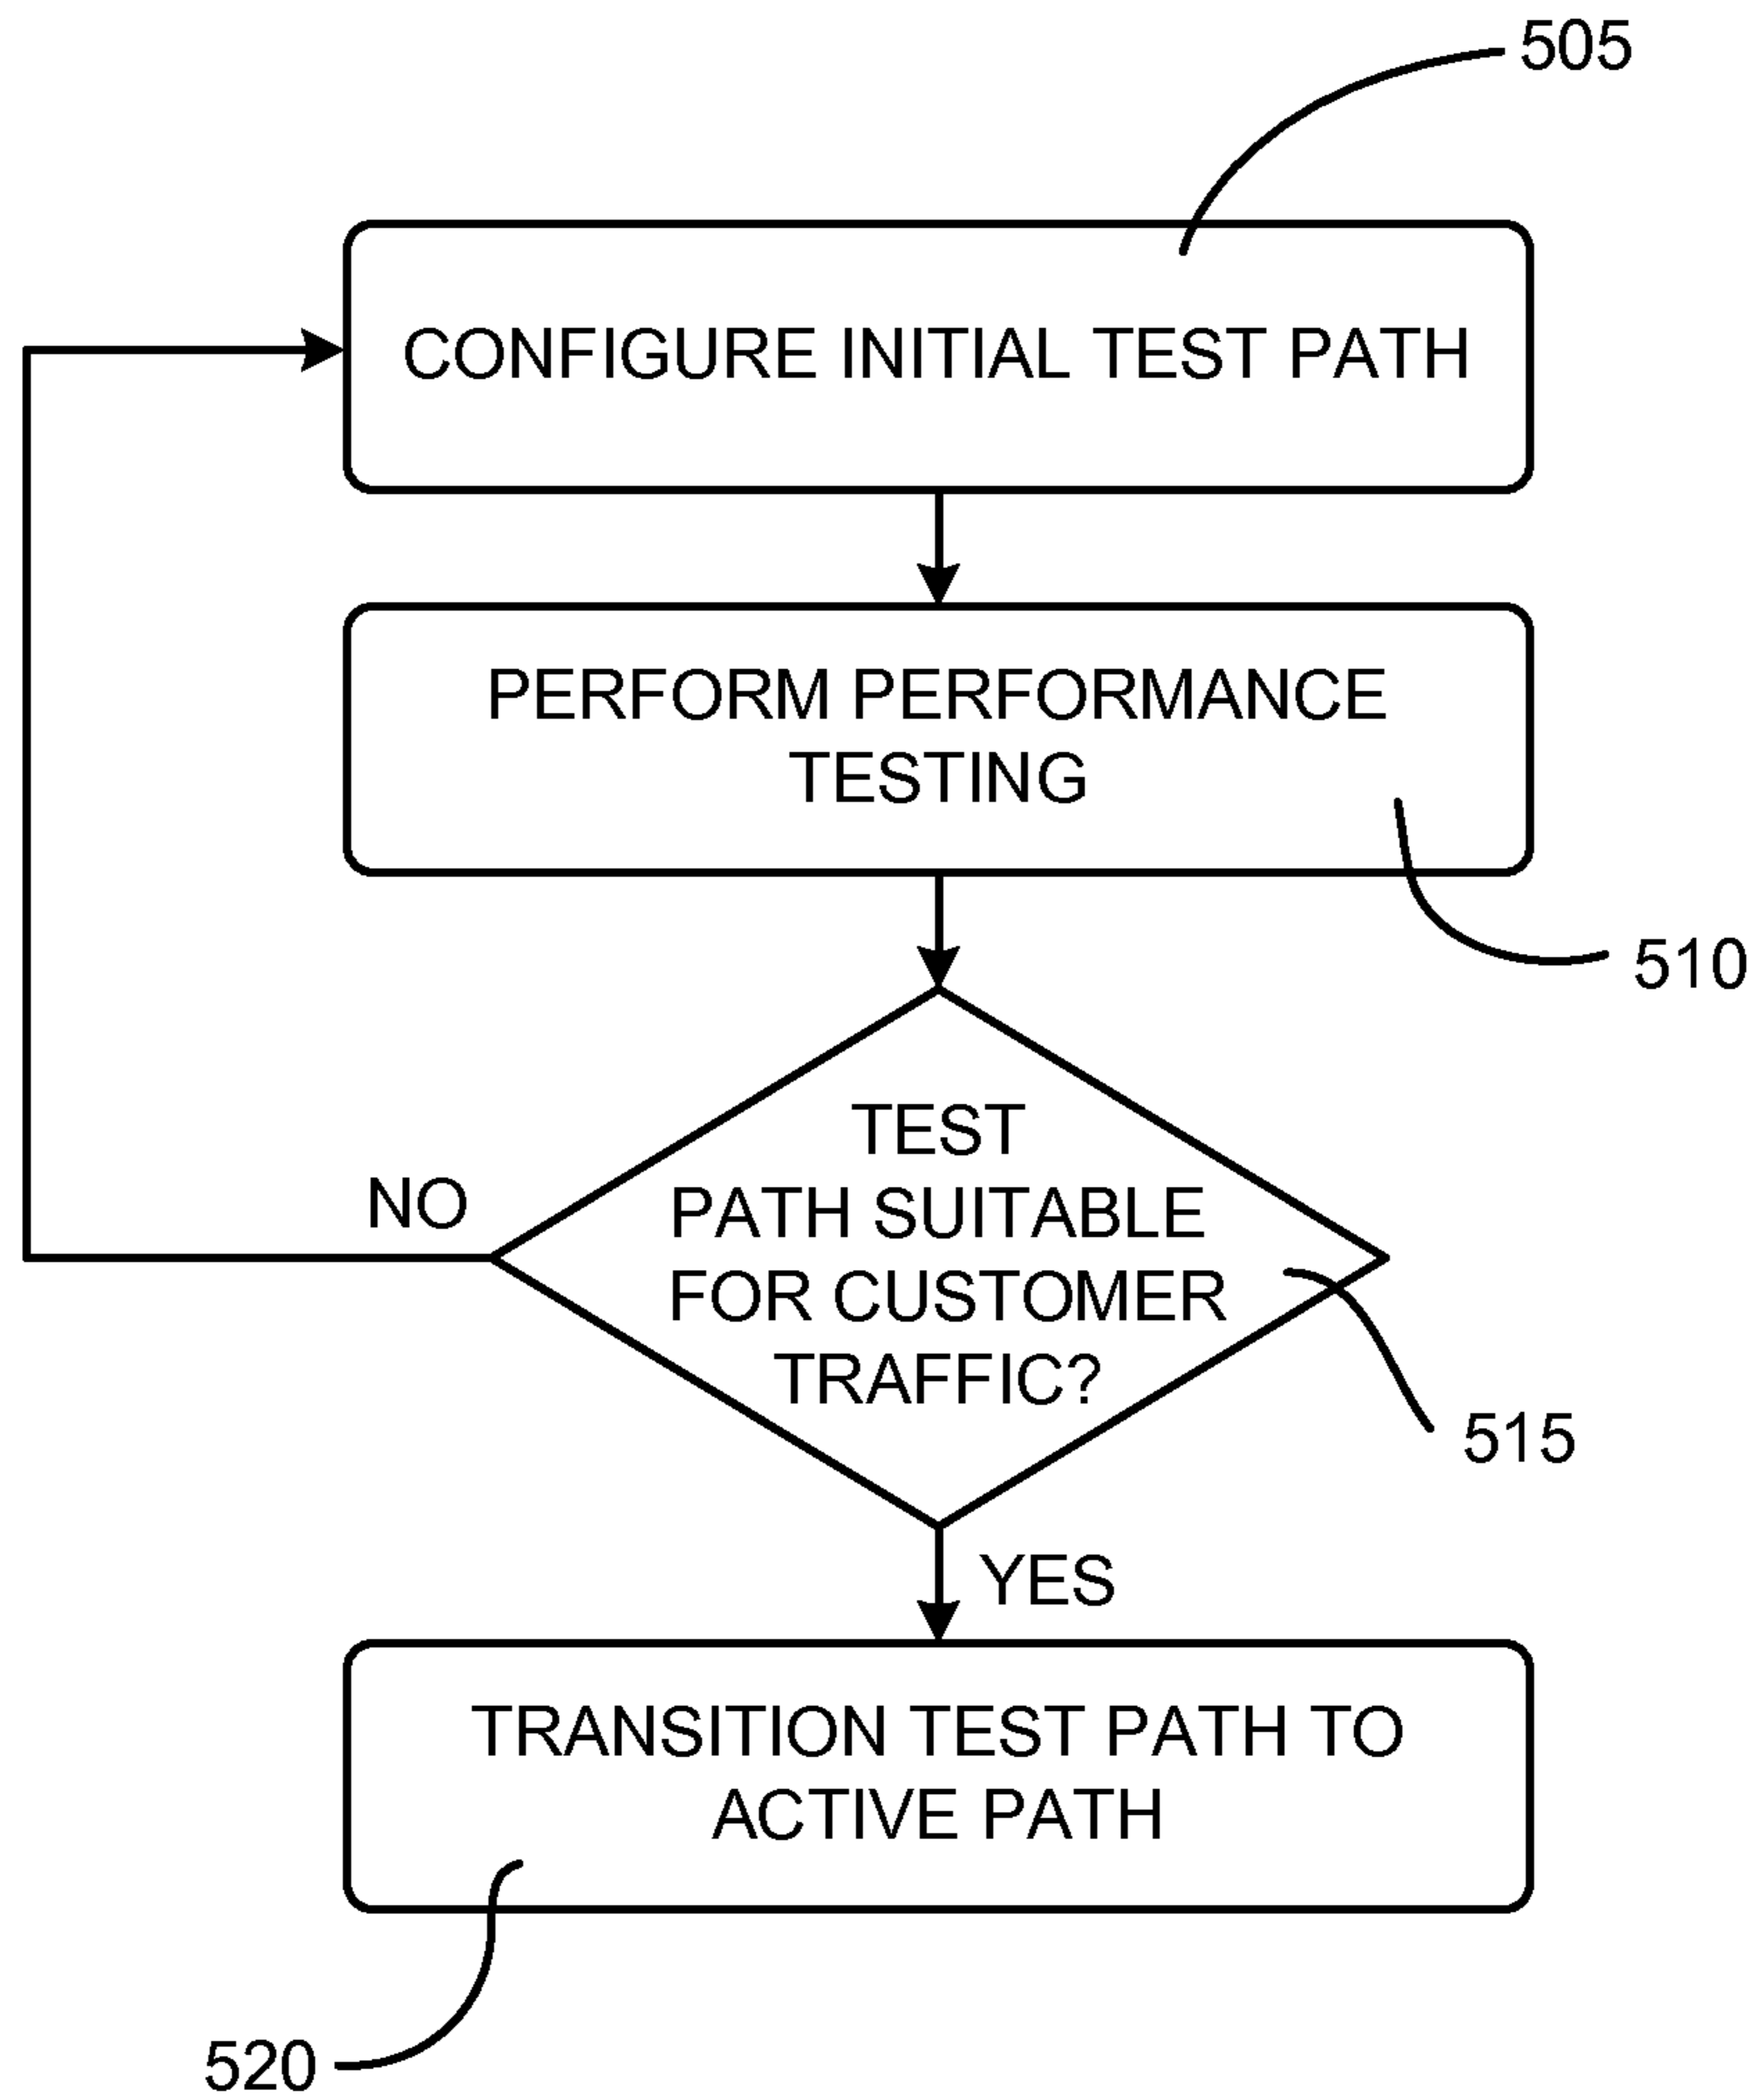 505
CONFIGURE INITIAL TEST PATH
PERFORM PERFORMANCE
TESTING
510
TEST
PATH SUITABLE
FOR CUSTOMER
TRAFFIC?
NO
515
YES
TRANSITION TEST PATH TO
ACTIVE PATH
520